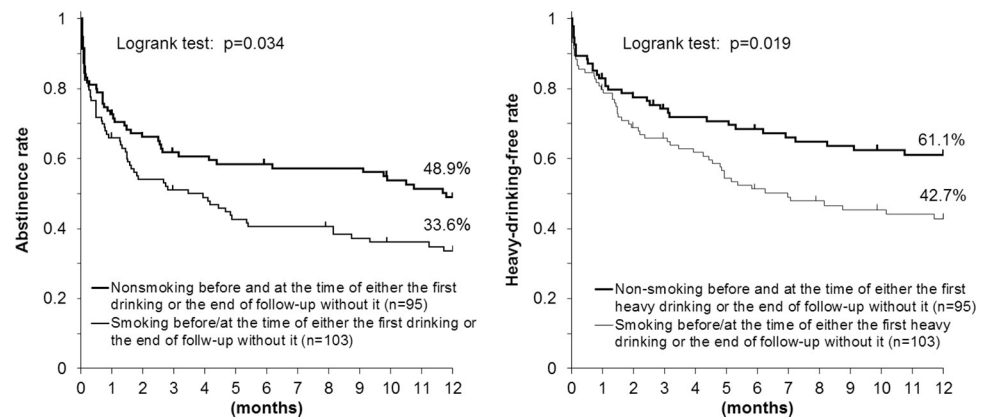 Logrank test: p=0.034
Abstinence rate
1
0.8
0.6
0.4
0.2
0
48.9%
33.6%
Nonsmoking before and at the time of either the first
drinking or the end of follow-up without it (n=95)
Smoking before/at the time of either the first drinking or
the end of follw-up without it (n=103)
0 1 2 3 4 5 6 7 8 9 10 11 12
(months)
Logrank test: p=0.019
Heavy-drinking-free rate
1
0.8
0.6
0.4
0.2
0
61.1%
42.7%
Non-smoking before and at the time of either the first
heavy drinking or the end of follow-up without it (n=95)
Smoking before/at the time of either the first heavy
drinking or the end of follow-up without it (n=103)
0 1 2 3 4 5 6 7 8 9 10 11 12
(months)